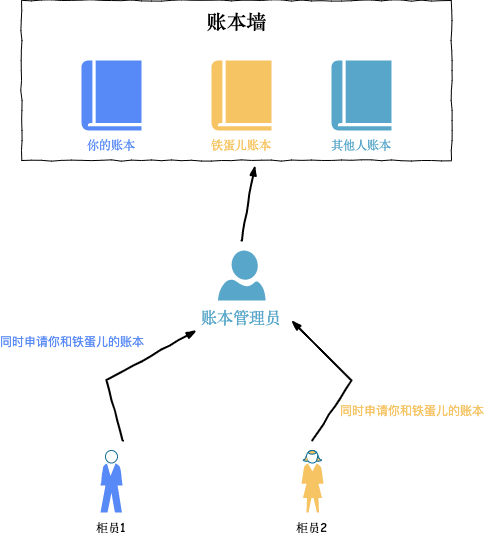 账本墙
你的账本
铁蛋儿账本
其他人账本
账本管理员
同时申请你和铁蛋儿的账本
同时申请你和铁蛋儿的账本
柜员1
柜员2